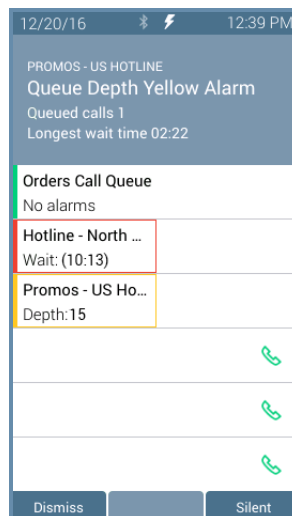 12/20/16 12:39 PM
PROMOS - US HOTLINE
Queue Depth Yellow Alarm
Queued calls 1
Longest wait time 02:22
Orders Call Queue
No alarms
Hotline - North ...
Wait: (10:13)
Promos - US Ho...
Depth:15
Dismiss Silent